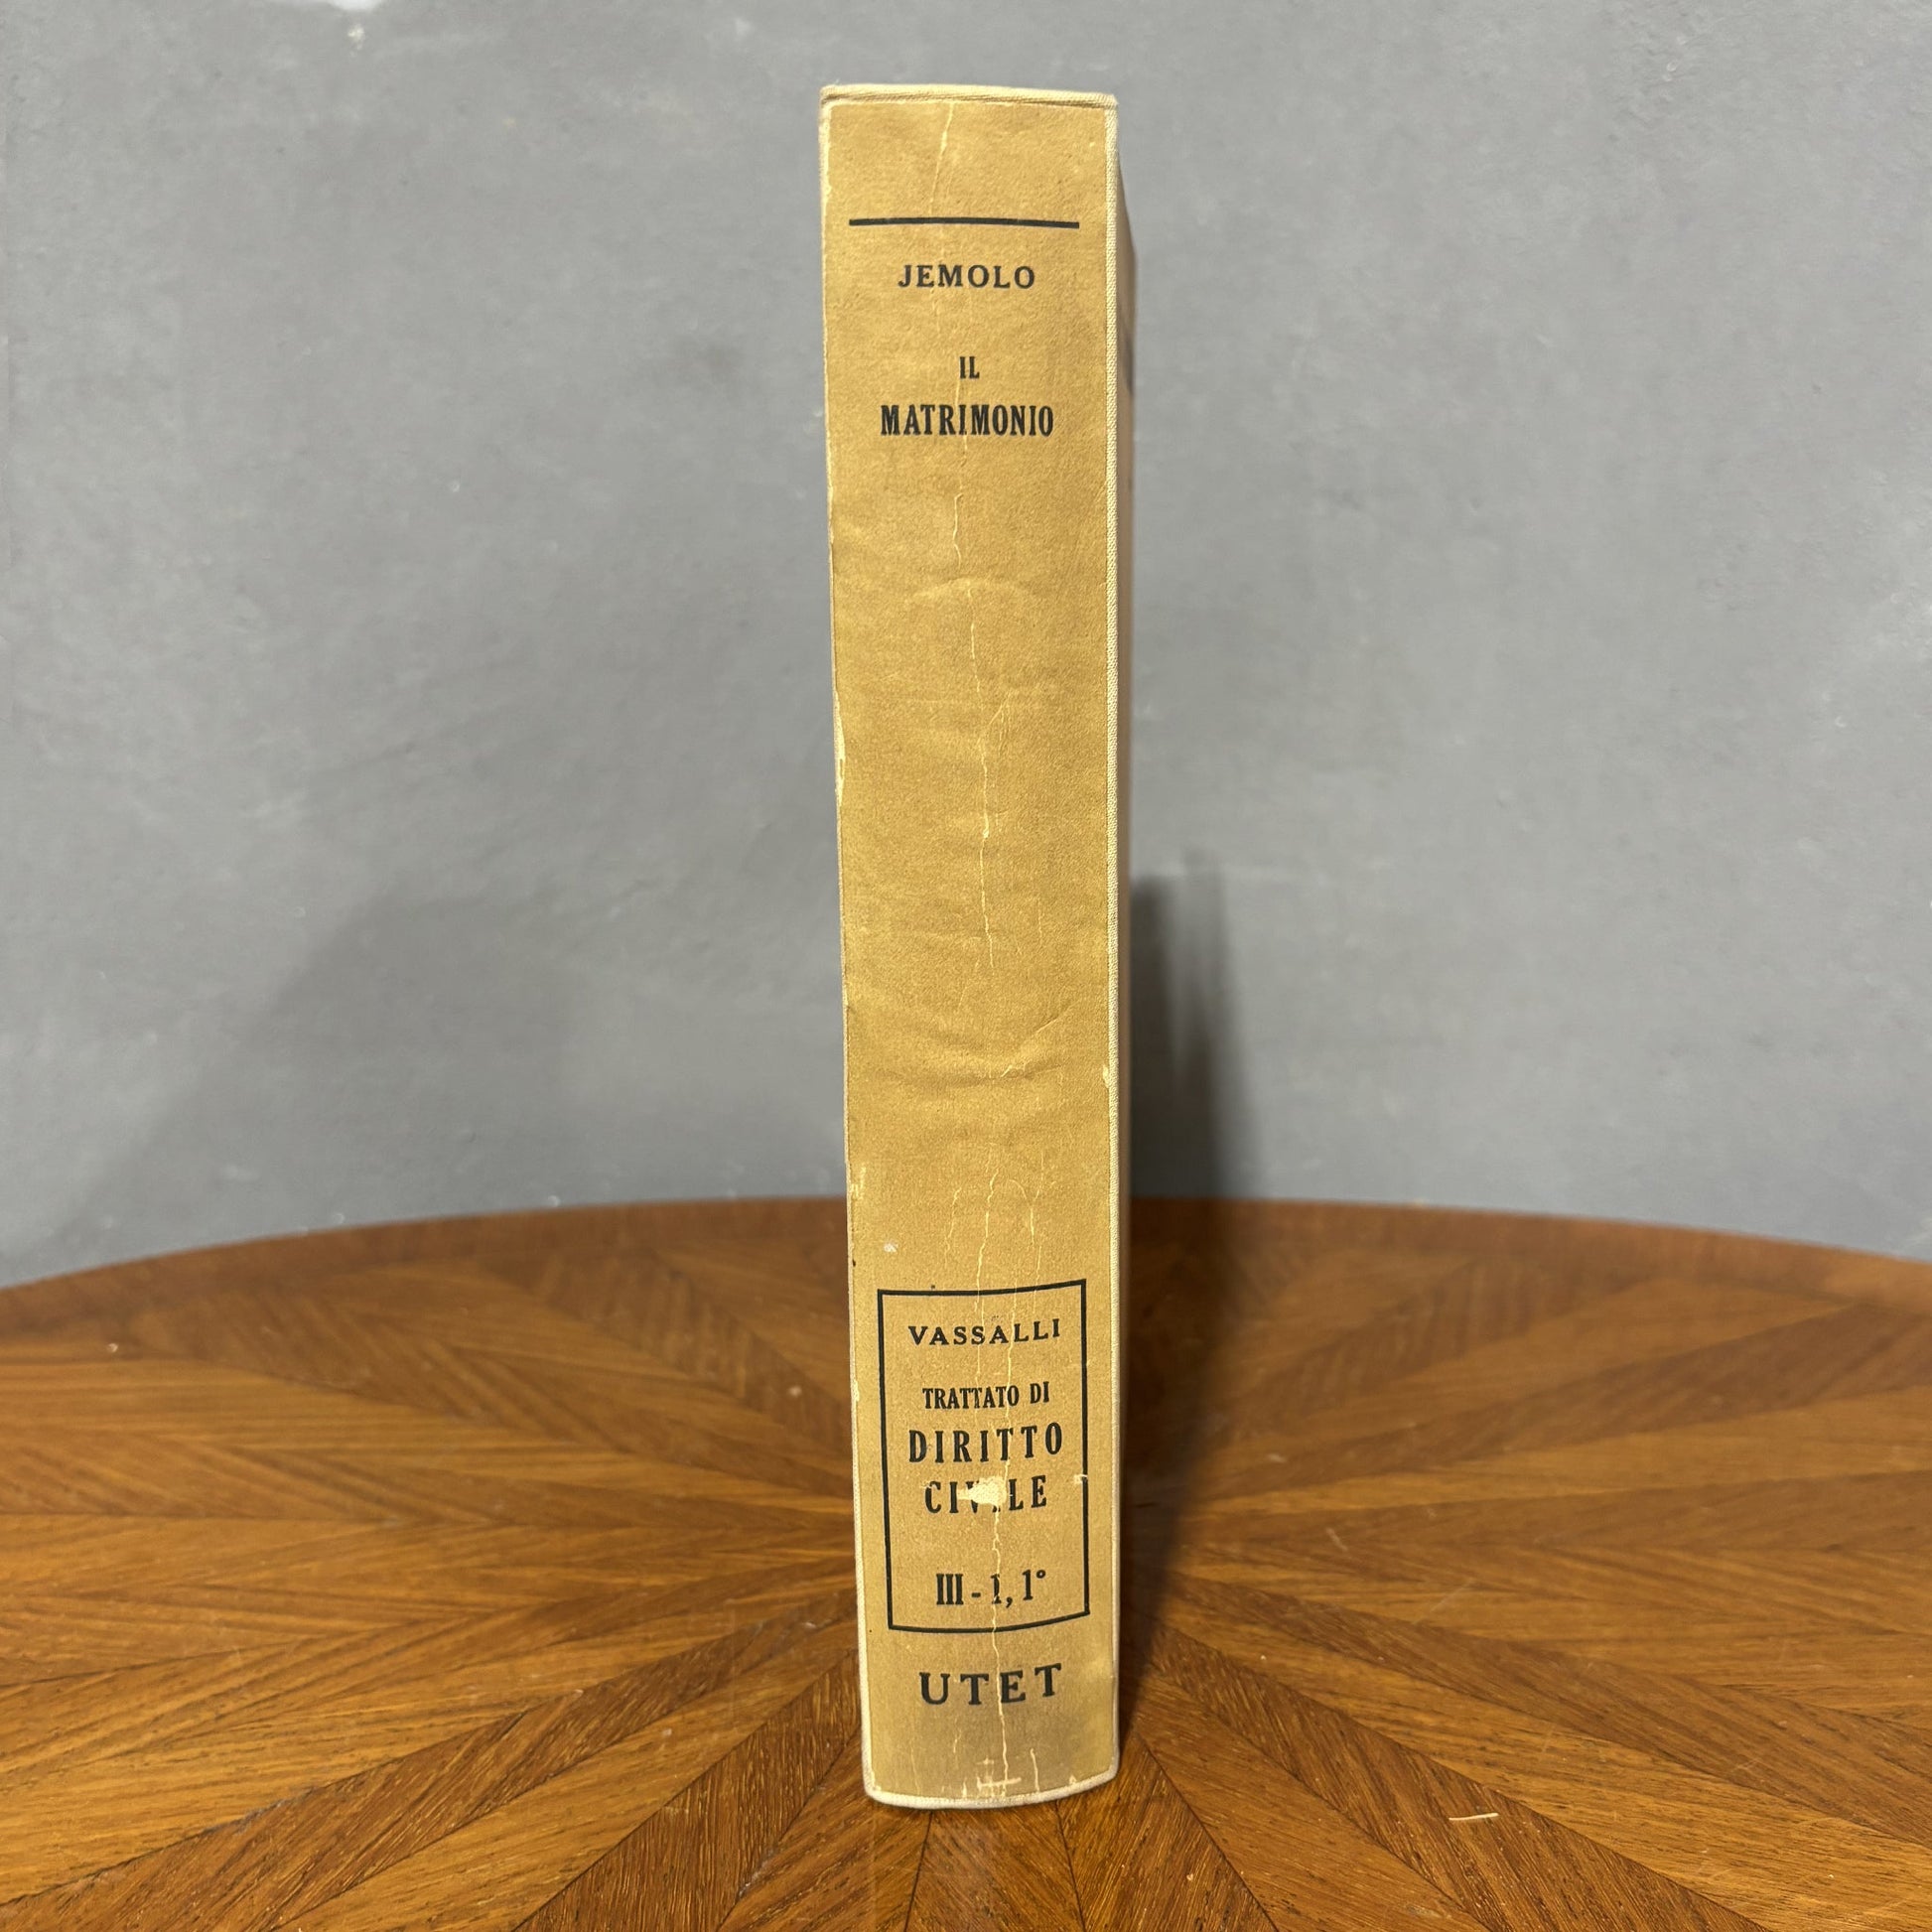 JEMOLO
IL
MATRIMONIO
VASSALLI
TRATTATO DI
DIRITTO
CIVILE
III - 1, 1°
UTET